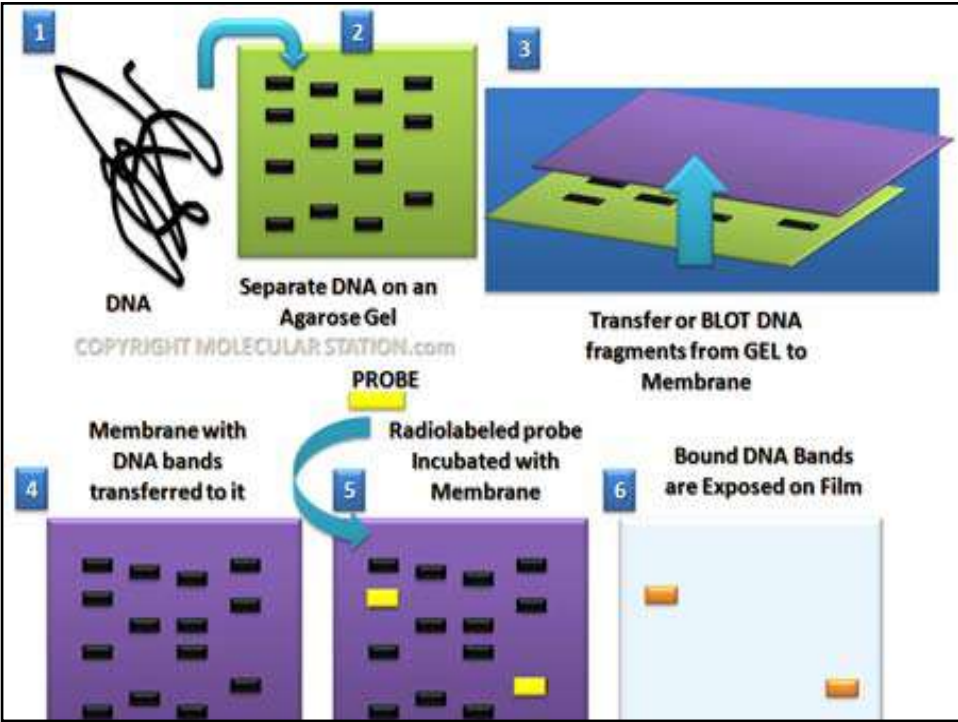 1
2
3
DNA
Separate DNA on an
Agarose Gel
Transfer or BLOT DNA
fragments from GEL to
Membrane
COPYRIGHT MOLECULAR STATION.com
PROBE
4
Membrane with
DNA bands
transferred to it
5
Radiolabeled probe
Incubated with
Membrane
6
Bound DNA Bands
are Exposed on Film